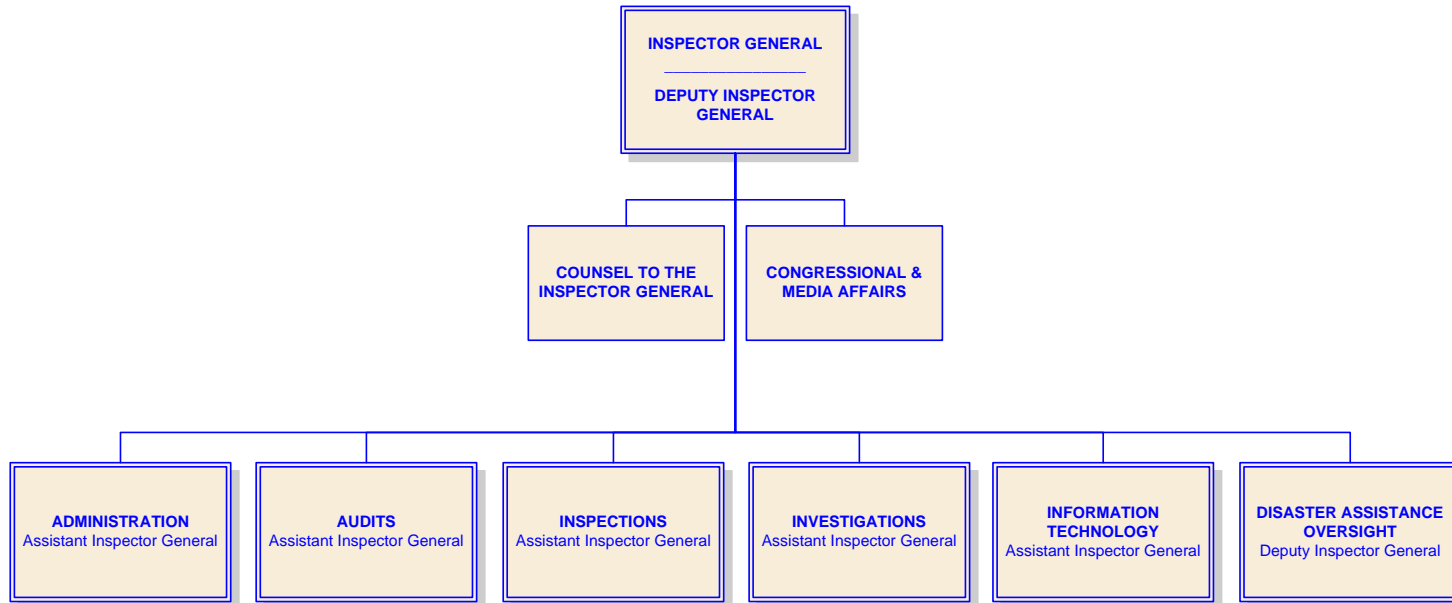 INSPECTOR GENERAL
________________
DEPUTY INSPECTOR
GENERAL
COUNSEL TO THE
INSPECTOR GENERAL
CONGRESSIONAL &
MEDIA AFFAIRS
ADMINISTRATION
Assistant Inspector General
AUDITS
Assistant Inspector General
INSPECTIONS
Assistant Inspector General
INVESTIGATIONS
Assistant Inspector General
INFORMATION
TECHNOLOGY
Assistant Inspector General
DISASTER ASSISTANCE
OVERSIGHT
Deputy Inspector General